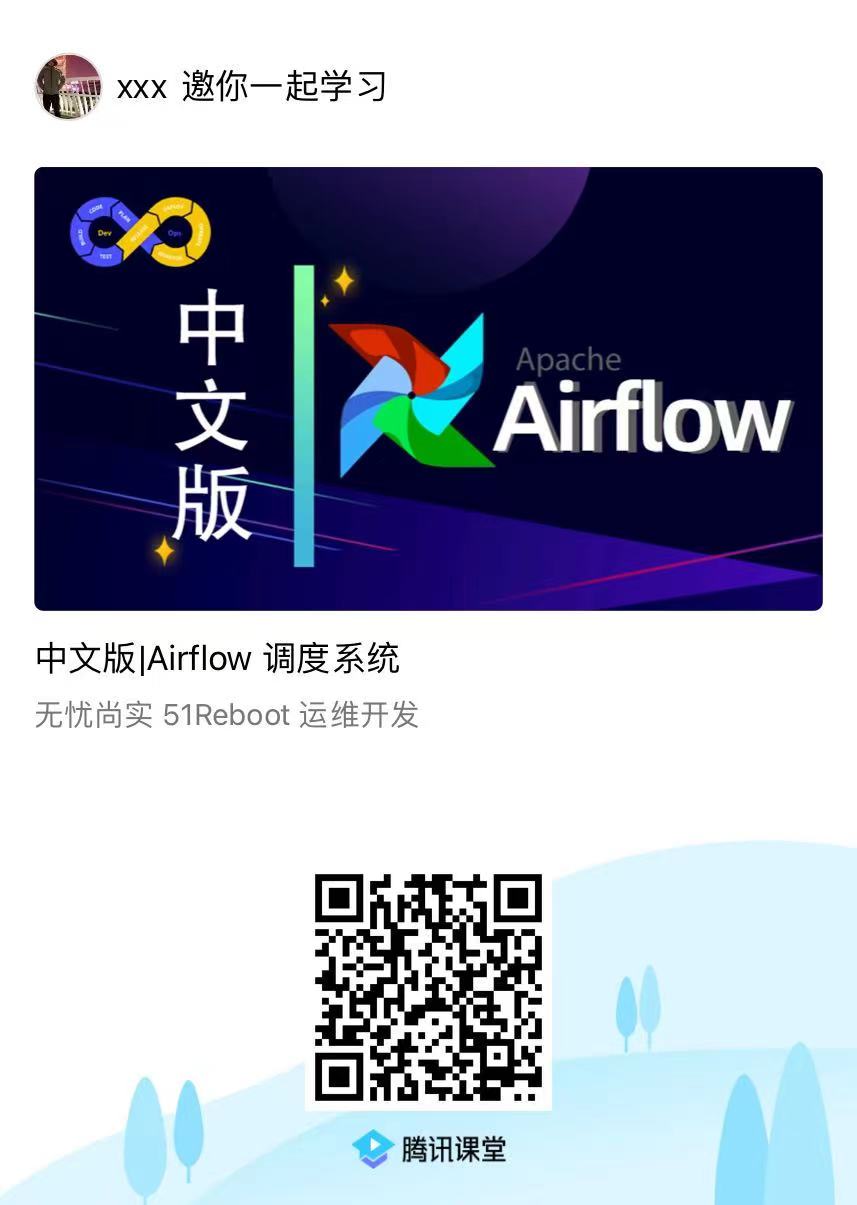 xxx 邀你一起学习
CODE
PLAN
BUILD
TEST
Dev
Ops
RELEASE
DEPLOY
OPERATE
中文版
Apache
Airflow
中文版|Airflow 调度系统
无忧尚实 51Reboot 运维开发
腾讯课堂